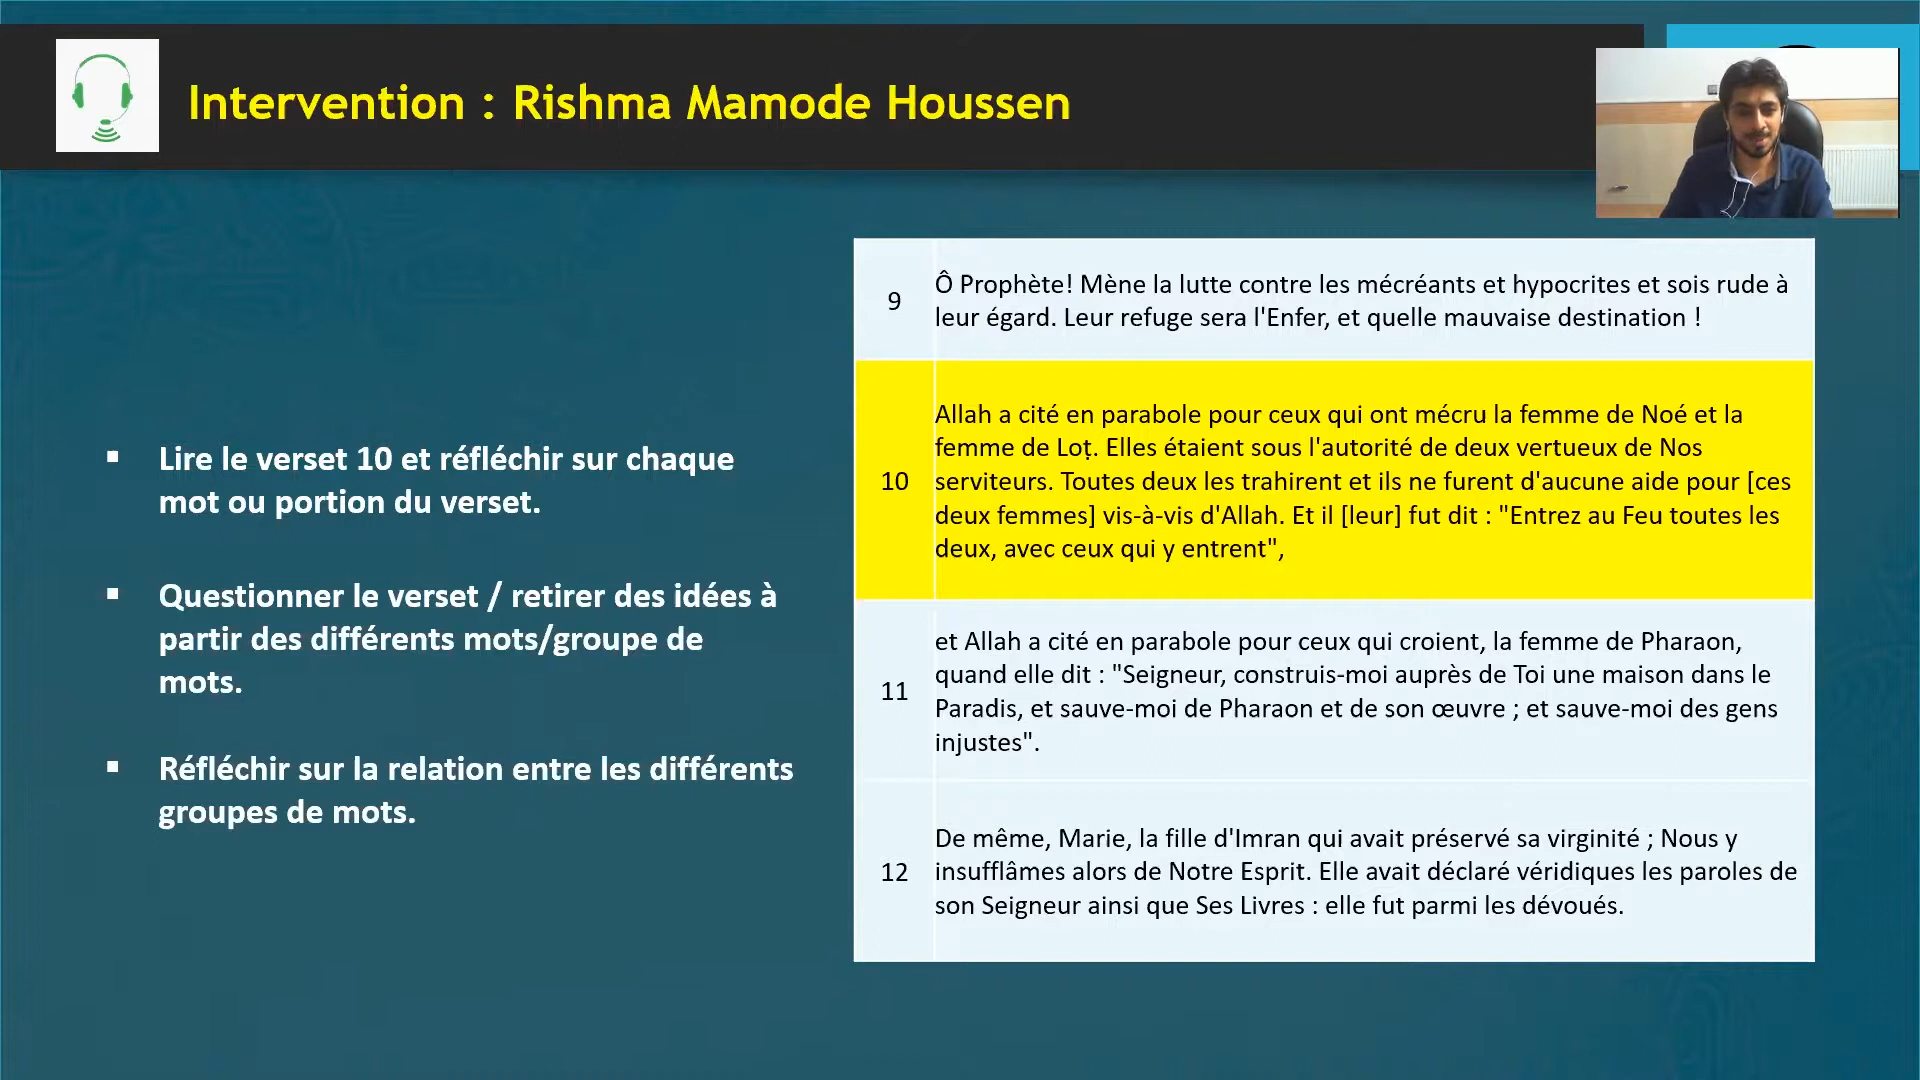 Intervention : Rishma Mamode Houssen
▪ Lire le verset 10 et réfléchir sur chaque
mot ou portion du verset.
▪ Questionner le verset / retirer des idées à
partir des différents mots/groupe de
mots.
▪ Réfléchir sur la relation entre les différents
groupes de mots.
9
Ô Prophète! Mène la lutte contre les mécréants et hypocrites et sois rude à
leur égard. Leur refuge sera l'Enfer, et quelle mauvaise destination !
10
Allah a cité en parabole pour ceux qui ont mécru la femme de Noé et la
femme de Loṭ. Elles étaient sous l'autorité de deux vertueux de Nos
serviteurs. Toutes deux les trahirent et ils ne furent d'aucune aide pour [ces
deux femmes] vis-à-vis d'Allah. Et il [leur] fut dit : "Entrez au Feu toutes les
deux, avec ceux qui y entrent",
11
et Allah a cité en parabole pour ceux qui croient, la femme de Pharaon,
quand elle dit : "Seigneur, construis-moi auprès de Toi une maison dans le
Paradis, et sauve-moi de Pharaon et de son œuvre ; et sauve-moi des gens
injustes".
12
De même, Marie, la fille d'Imran qui avait préservé sa virginité ; Nous y
insufflâmes alors de Notre Esprit. Elle avait déclaré véridiques les paroles de
son Seigneur ainsi que Ses Livres : elle fut parmi les dévoués.